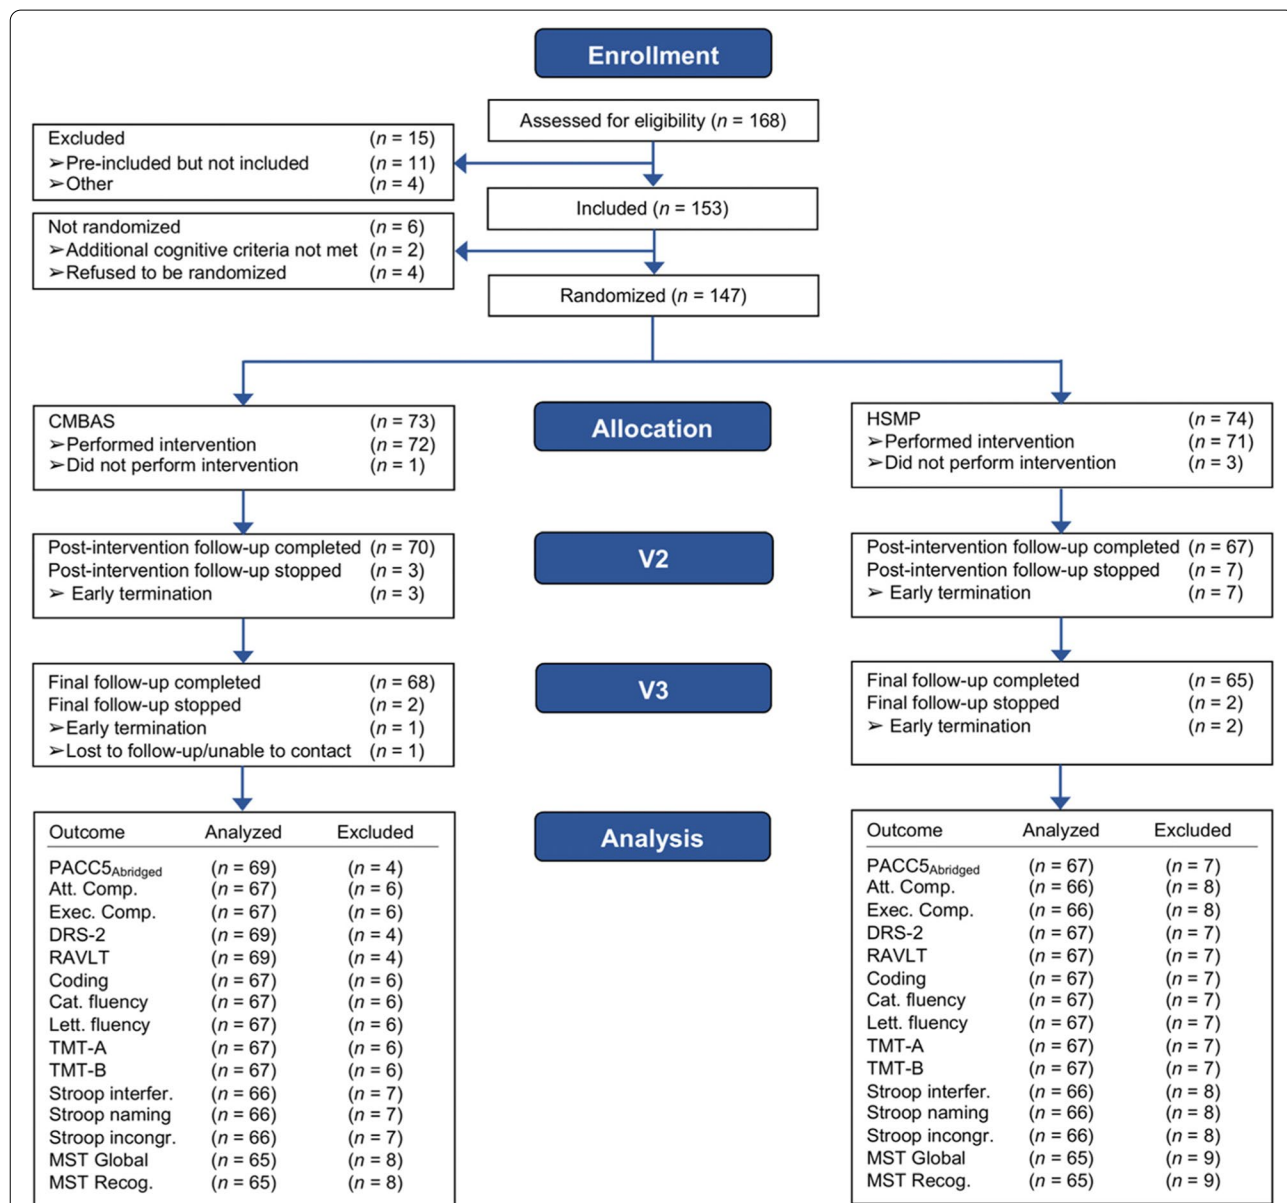 Enrollment
Assessed for eligibility (n = 168)
Excluded (n = 15)
➢Pre-included but not included (n = 11)
➢Other (n = 4)
Included (n = 153)
Not randomized (n = 6)
➢Additional cognitive criteria not met (n = 2)
➢Refused to be randomized (n = 4)
Randomized (n = 147)
Allocation
CMBAS (n = 73)
➢Performed intervention (n = 72)
➢Did not perform intervention (n = 1)
HSMP (n = 74)
➢Performed intervention (n = 71)
➢Did not perform intervention (n = 3)
V2
Post-intervention follow-up completed (n = 70)
Post-intervention follow-up stopped (n = 3)
➢ Early termination (n = 3)
Post-intervention follow-up completed (n = 67)
Post-intervention follow-up stopped (n = 7)
➢ Early termination (n = 7)
V3
Final follow-up completed (n = 68)
Final follow-up stopped (n = 2)
➢Early termination (n = 1)
➢Lost to follow-up/unable to contact (n = 1)
Final follow-up completed (n = 65)
Final follow-up stopped (n = 2)
➢ Early termination (n = 2)
Analysis
Outcome Analyzed Excluded
PACC5Abridged (n = 69) (n = 4)
Att. Comp. (n = 67) (n = 6)
Exec. Comp. (n = 67) (n = 6)
DRS-2 (n = 69) (n = 4)
RAVLT (n = 69) (n = 4)
Coding (n = 67) (n = 6)
Cat. fluency (n = 67) (n = 6)
Lett. fluency (n = 67) (n = 6)
TMT-A (n = 67) (n = 6)
TMT-B (n = 67) (n = 6)
Stroop interfer. (n = 66) (n = 7)
Stroop naming (n = 66) (n = 7)
Stroop incongr. (n = 66) (n = 7)
MST Global (n = 65) (n = 8)
MST Recog. (n = 65) (n = 8)
Outcome Analyzed Excluded
PACC5Abridged (n = 67) (n = 7)
Att. Comp. (n = 66) (n = 8)
Exec. Comp. (n = 66) (n = 8)
DRS-2 (n = 67) (n = 7)
RAVLT (n = 67) (n = 7)
Coding (n = 67) (n = 7)
Cat. fluency (n = 67) (n = 7)
Lett. fluency (n = 67) (n = 7)
TMT-A (n = 67) (n = 7)
TMT-B (n = 67) (n = 7)
Stroop interfer. (n = 66) (n = 8)
Stroop naming (n = 66) (n = 8)
Stroop incongr. (n = 66) (n = 8)
MST Global (n = 65) (n = 9)
MST Recog. (n = 65) (n = 9)